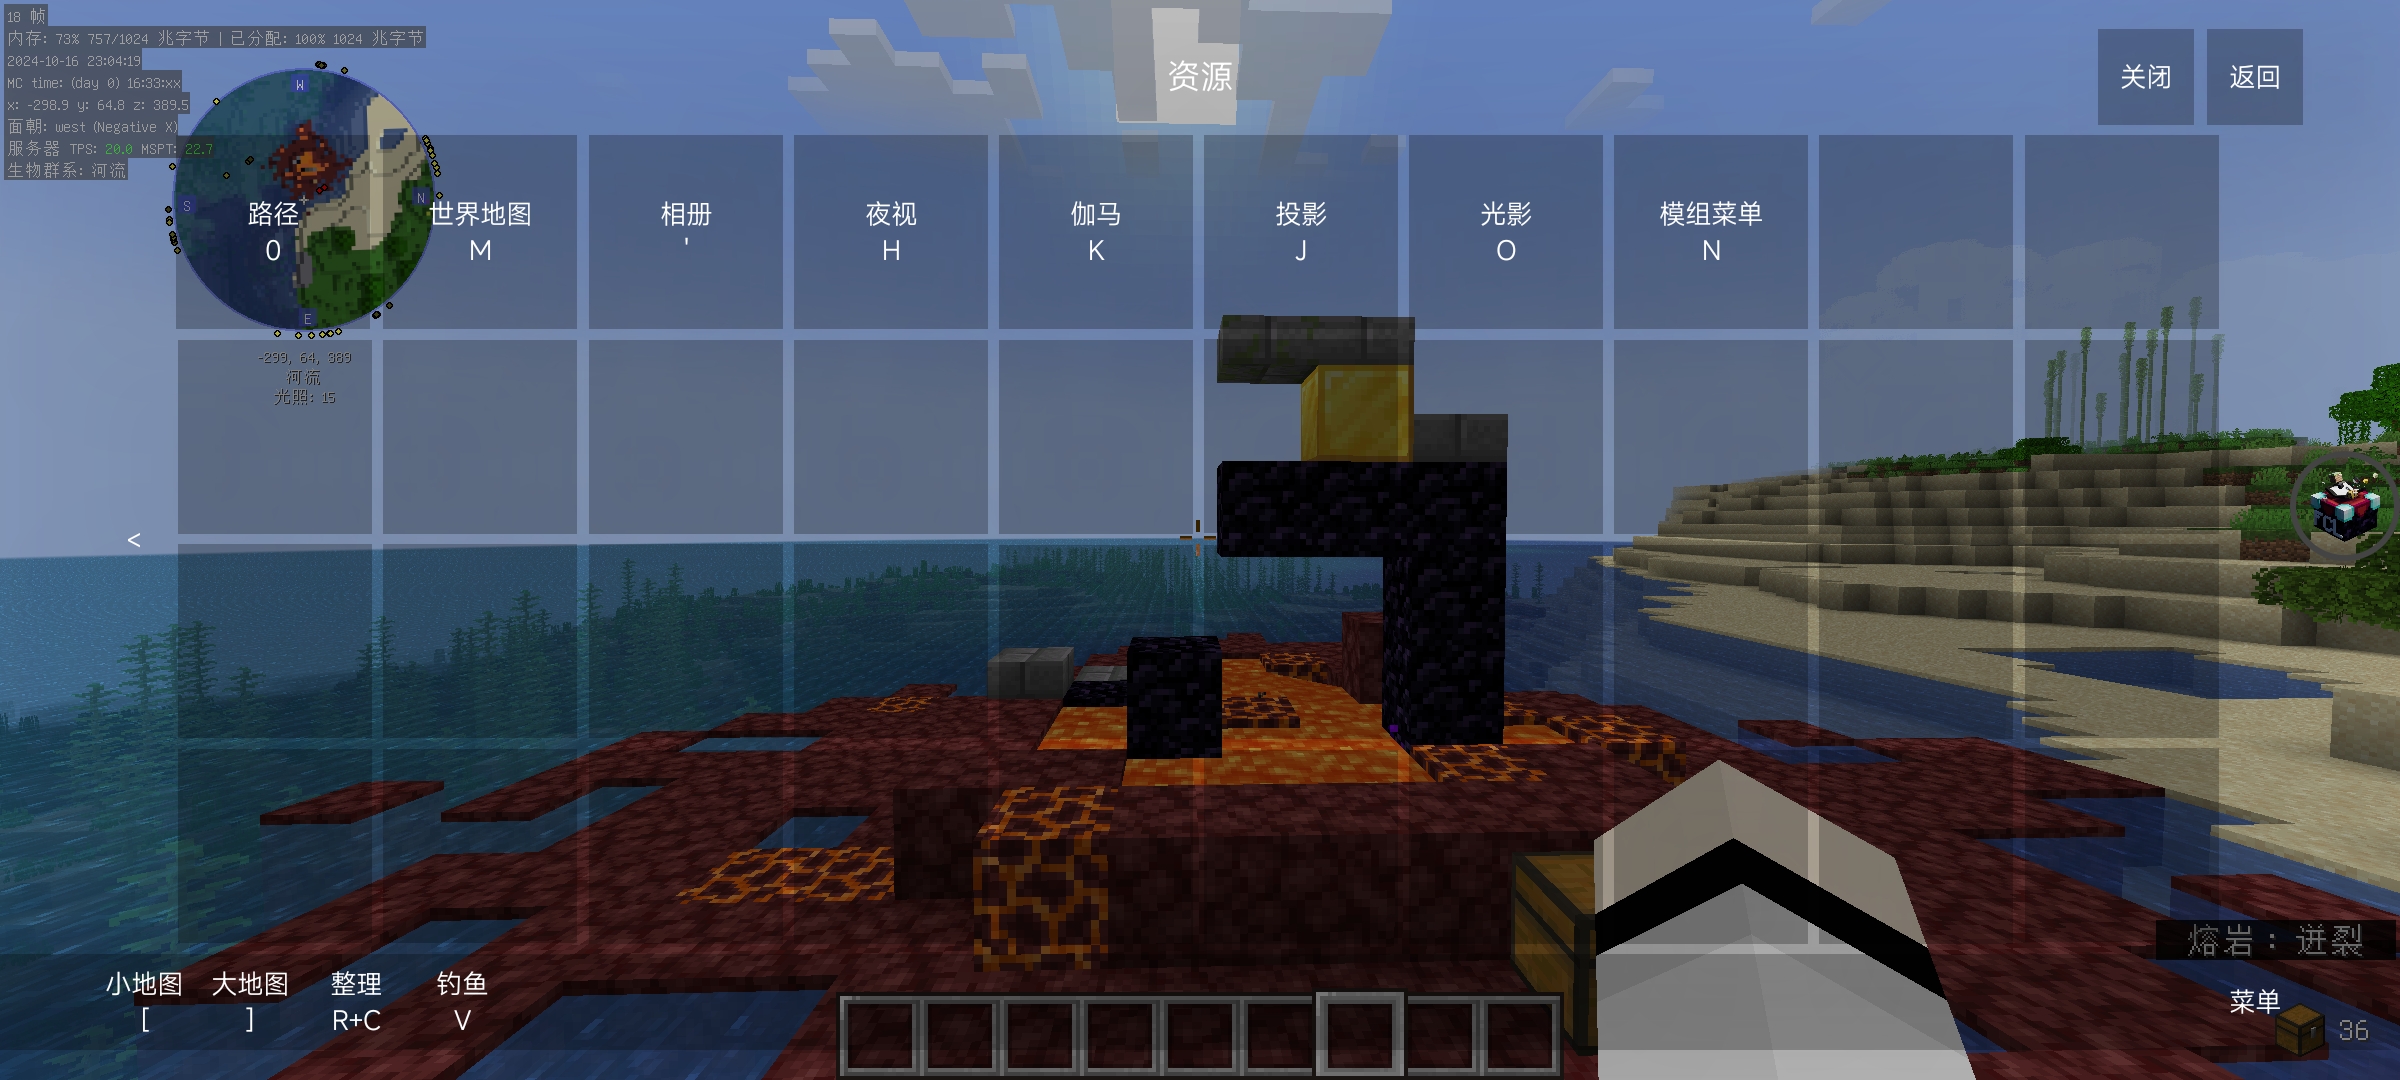 18 帧
内存: 73% 757/1024 兆字节 | 已分配: 100% 1024 兆字节
2024-10-16 23:04:19
MC time: (day 0) 16:33:xx
x: -298.9 y: 64.8 z: 389.5
面朝: west (Negative X)
服务器 TPS: 20.0 MSPT: 22.7
生物群系: 河流
W
S
N
E
-299, 64, 389
河流
光照: 15
资源
关闭
返回
路径
0
世界地图
M
相册
'
夜视
H
伽马
K
投影
J
光影
O
模组菜单
N
<
熔岩: 迸裂
小地图
[
大地图
]
整理
R+C
钓鱼
V
菜单
36